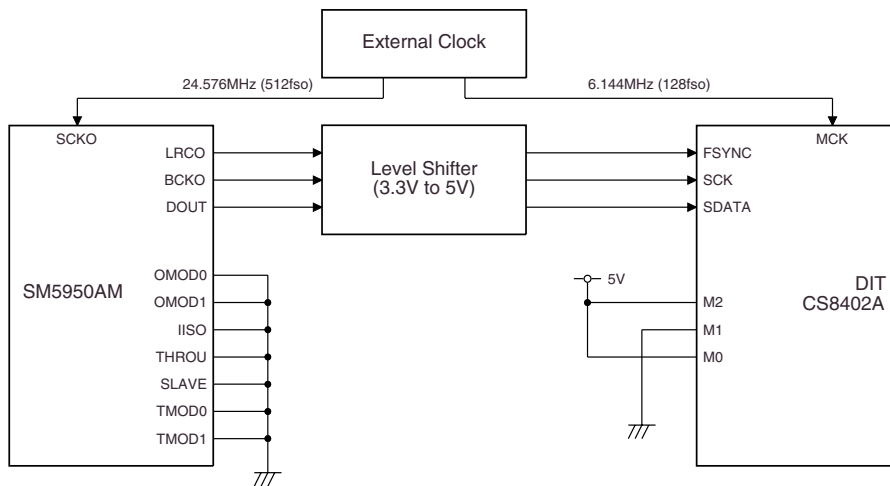 External Clock
24.576MHz (512fso)
6.144MHz (128fso)
SCKO
MCK
LRCO
BCKO
DOUT
Level Shifter
(3.3V to 5V)
FSYNC
SCK
SDATA
OMOD0
OMOD1
IISO
THROU
SLAVE
TMOD0
TMOD1
SM5950AM
5V
M2
M1
M0
DIT
CS8402A